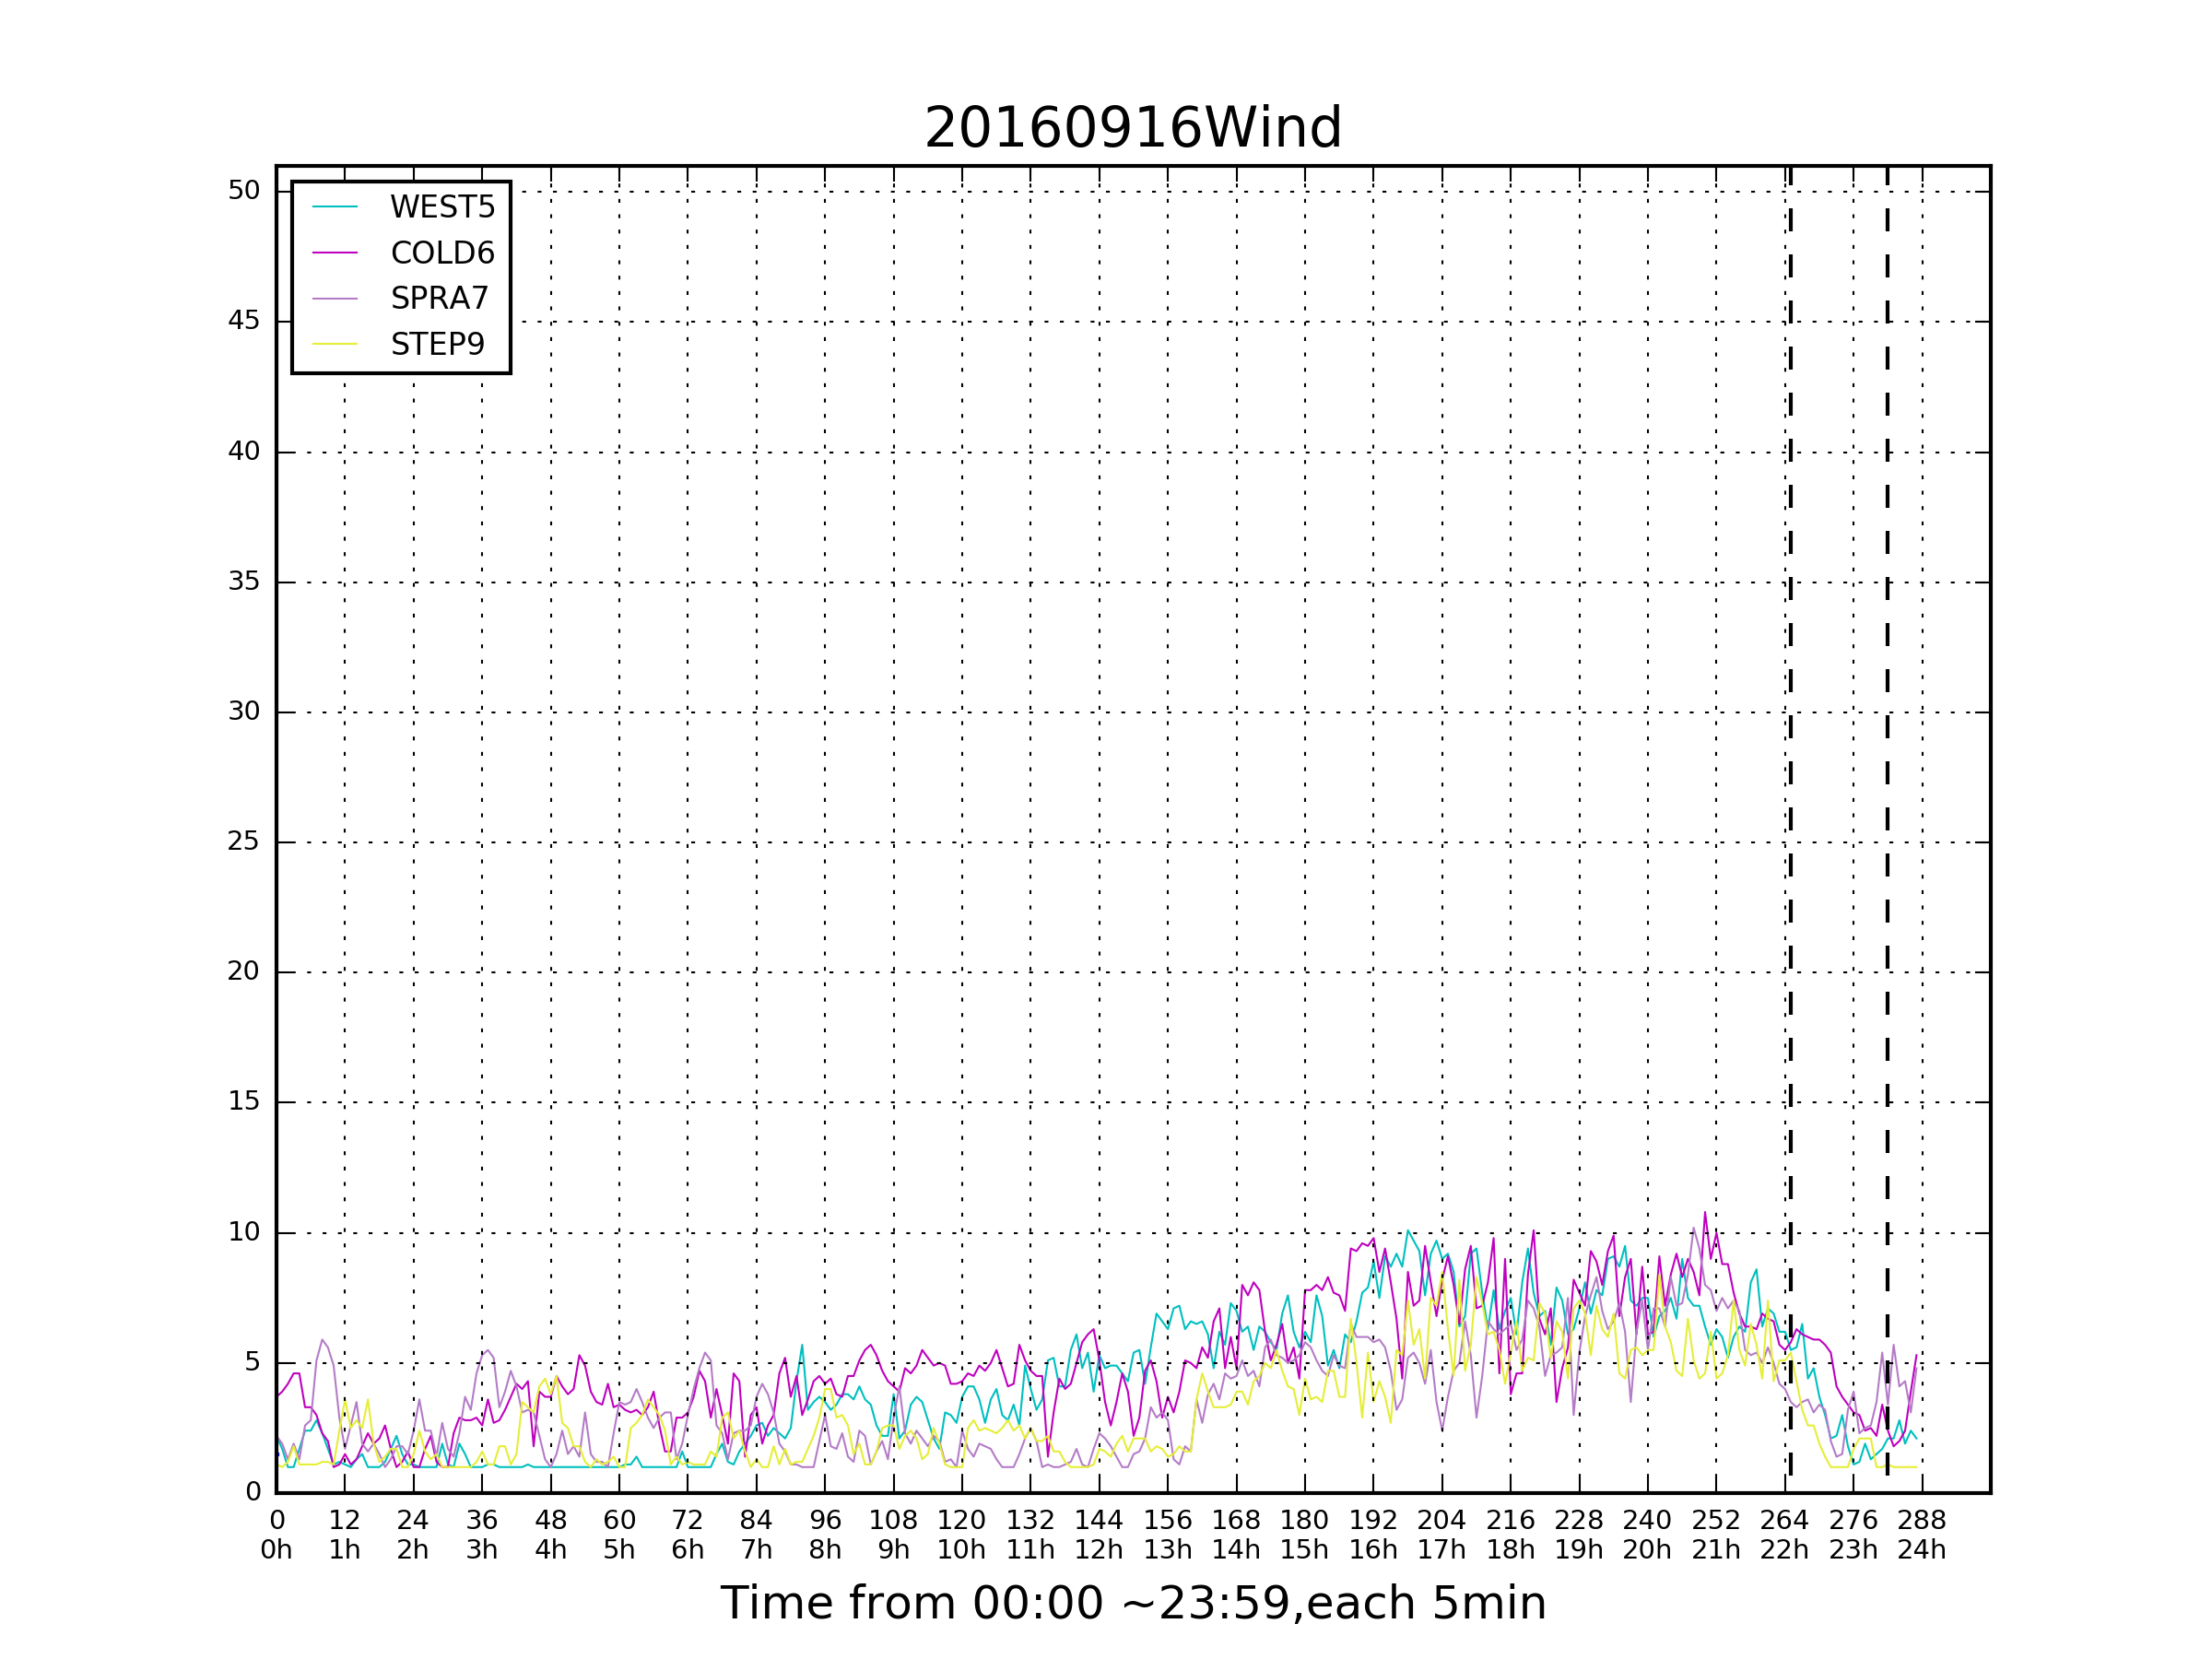 20160916Wind
50
45
40
35
30
25
20
15
10
5
0
WEST5
COLD6
SPRA7
STEP9
0 12 24 36 48 60 72 84 96 108 120 132 144 156 168 180 192 204 216 228 240 252 264 276 288
0h 1h 2h 3h 4h 5h 6h 7h 8h 9h 10h 11h 12h 13h 14h 15h 16h 17h 18h 19h 20h 21h 22h 23h 24h
Time from 00:00 ~23:59,each 5min